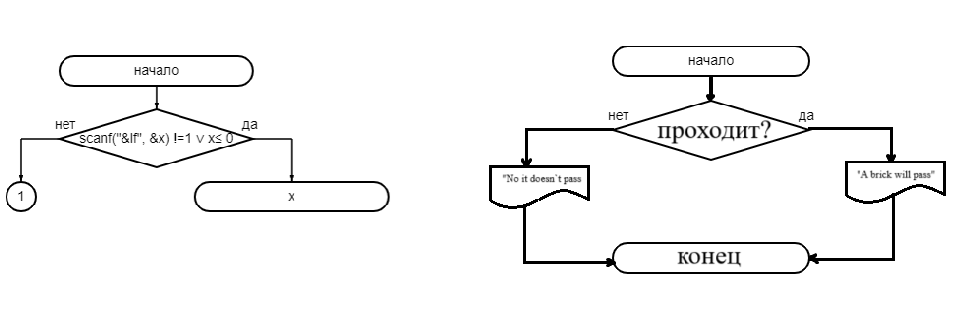 начало
нет
да
scanf("&lf", &x) !=1 ∨ x≤ 0
1
x
начало
нет
да
проходит?
"No it doesn`t pass
"A brick will pass"
конец